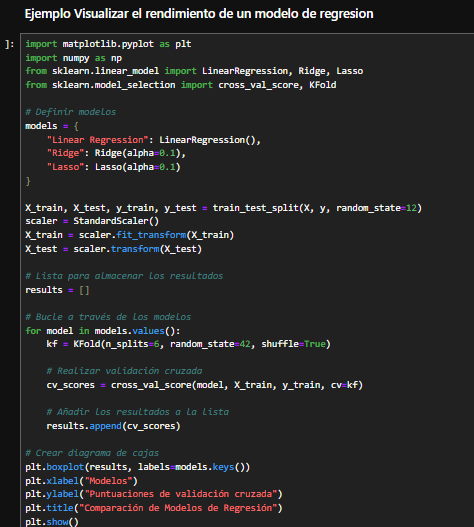 Ejemplo Visualizar el rendimiento de un modelo de regresion
]: import matplotlib.pyplot as plt
import numpy as np
from sklearn.linear_model import LinearRegression, Ridge, Lasso
from sklearn.model_selection import cross_val_score, KFold
# Definir modelos
models = {
"Linear Regression": LinearRegression(),
"Ridge": Ridge(alpha=0.1),
"Lasso": Lasso(alpha=0.1)
}
X_train, X_test, y_train, y_test = train_test_split(X, y, random_state=12)
scaler = StandardScaler()
X_train = scaler.fit_transform(X_train)
X_test = scaler.transform(X_test)
# Lista para almacenar los resultados
results = []
# Bucle a través de los modelos
for model in models.values():
kf = KFold(n_splits=6, random_state=42, shuffle=True)
# Realizar validación cruzada
cv_scores = cross_val_score(model, X_train, y_train, cv=kf)
# Añadir los resultados a la lista
results.append(cv_scores)
# Crear diagrama de cajas
plt.boxplot(results, labels=models.keys())
plt.xlabel("Modelos")
plt.ylabel("Puntuaciones de validación cruzada")
plt.title("Comparación de Modelos de Regresión")
plt.show()